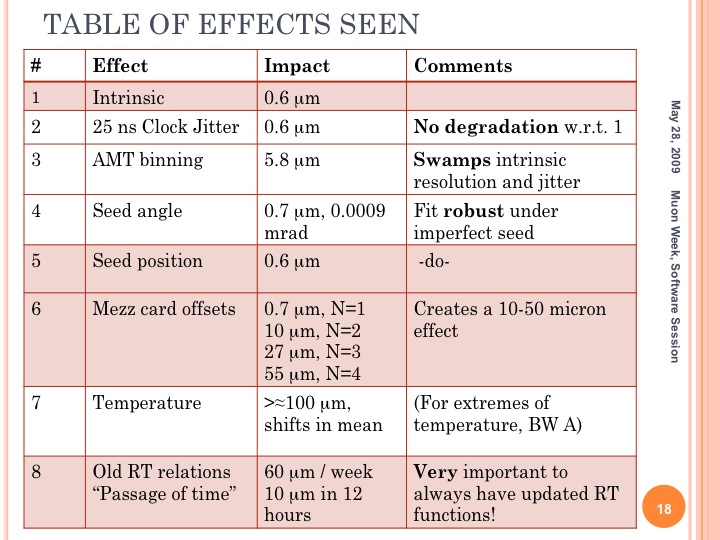 TABLE OF EFFECTS SEEN
# Effect Impact Comments
1 Intrinsic 0.6 μm
2 25 ns Clock Jitter 0.6 μm No degradation w.r.t. 1
3 AMT binning 5.8 μm Swamps intrinsic
resolution and jitter
4 Seed angle 0.7 μm, 0.0009 Fit robust under
mrad imperfect seed
5 Seed position 0.6 μm -do-
6 Mezz card offsets 0.7 μm, N=1 Creates a 10-50 micron
10 μm, N=2 effect
27 μm, N=3
55 μm, N=4
7 Temperature >≈100 μm, (For extremes of
shifts in mean temperature, BW A)
8 Old RT relations 60 μm / week Very important to
“Passage of time” 10 μm in 12 always have updated RT
hours functions!
May 28, 2009 Muon Week, Software Session
18